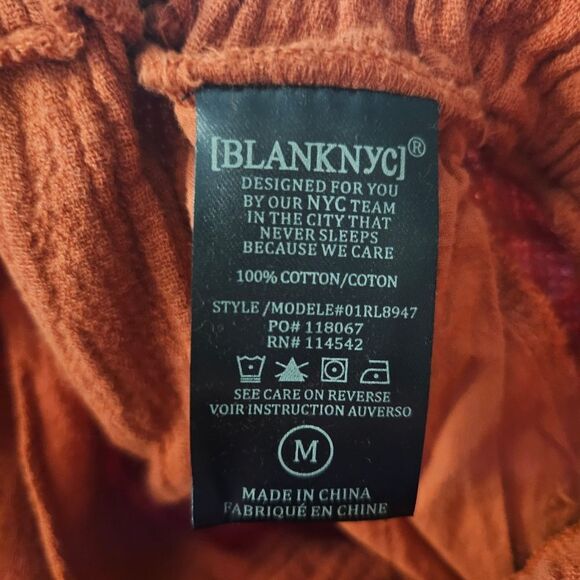 [BLANKNYC]®
DESIGNED FOR YOU
BY OUR NYC TEAM
IN THE CITY THAT
NEVER SLEEPS
BECAUSE WE CARE
100% COTTON/COTON
STYLE/MODELE#01RL8947
PO# 118067
RN# 114542
SEE CARE ON REVERSE
VOIR INSTRUCTION AUVERSO
M
MADE IN CHINA
FABRIQUÉ EN CHINE